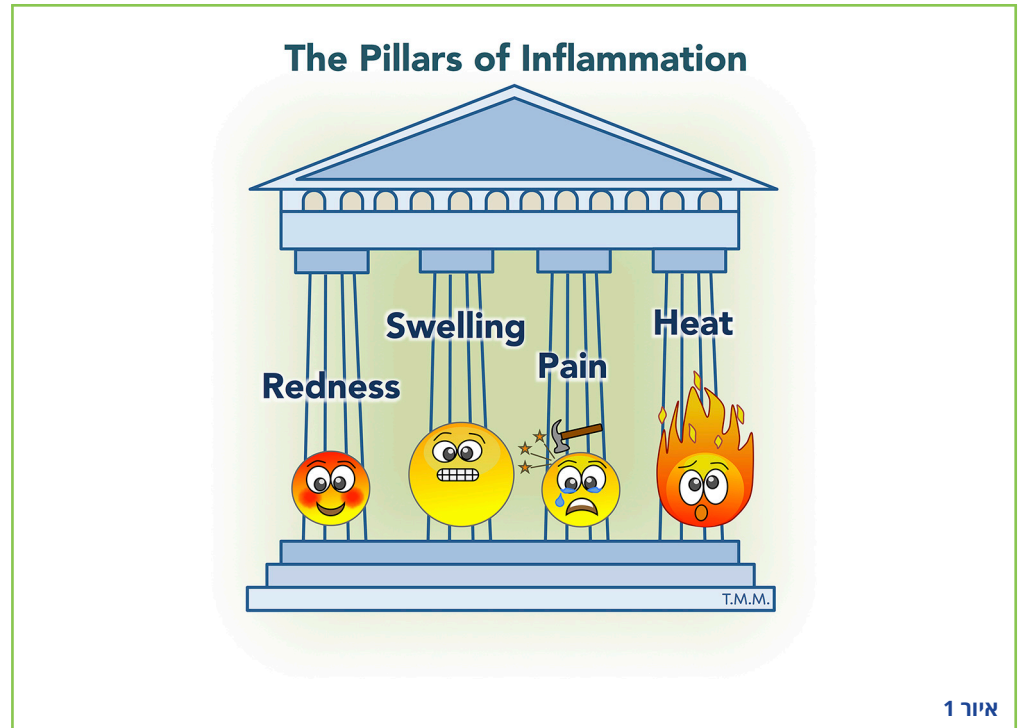 The Pillars of Inflammation
Swelling
Heat
Pain
Redness
T.M.M.
איור 1